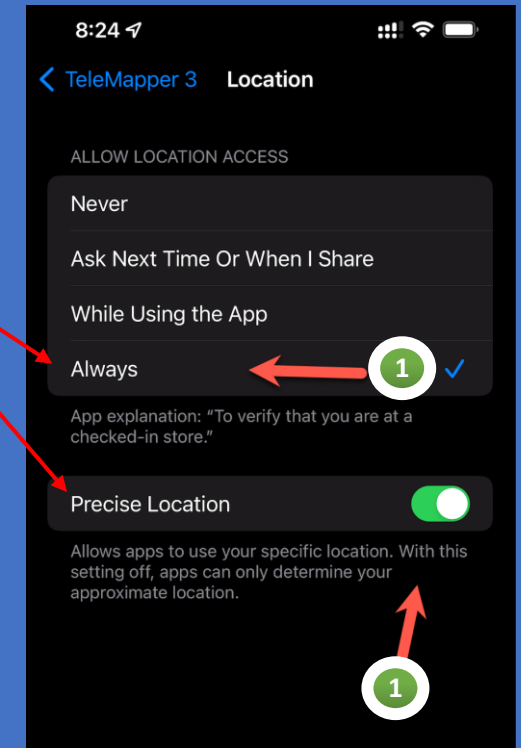 8:24
TeleMapper 3 Location
ALLOW LOCATION ACCESS
Never
Ask Next Time Or When I Share
While Using the App
Always
1
App explanation: “To verify that you are at a
checked-in store.”
Precise Location
Allows apps to use your specific location. With this
setting off, apps can only determine your
approximate location.
1